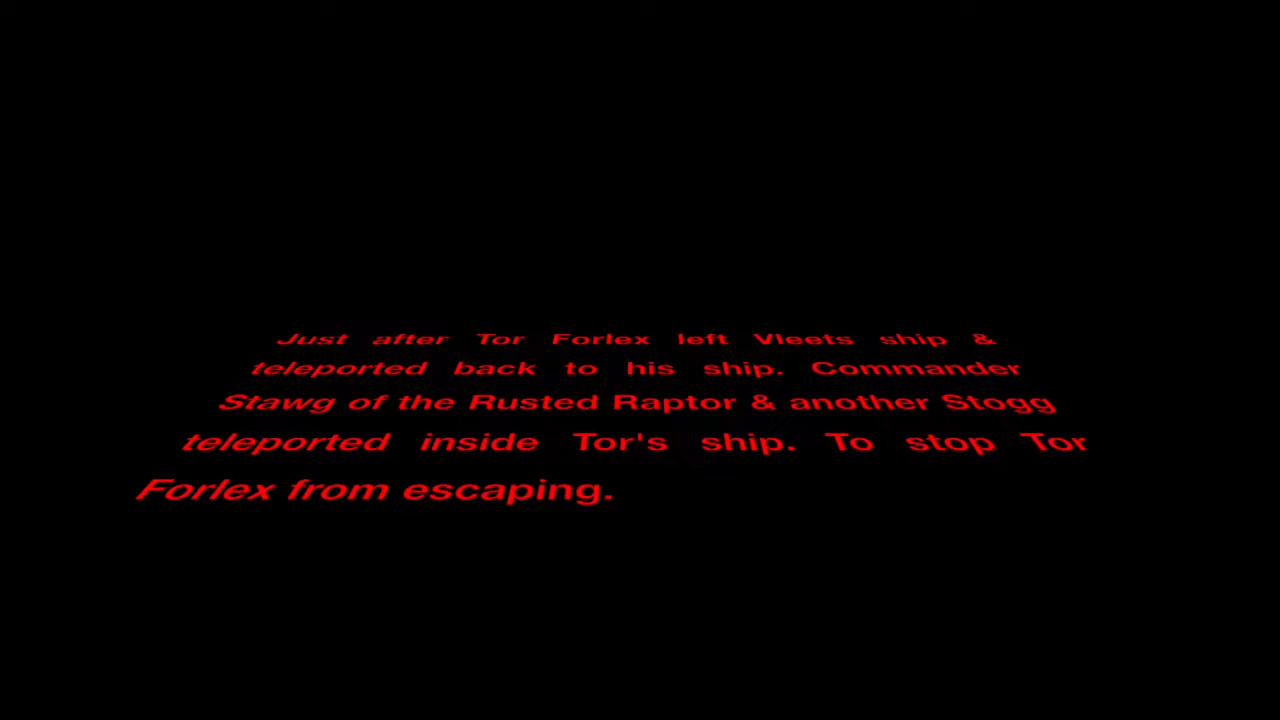 Just after Tor Forlex left Vleets ship &
teleported back to his ship. Commander
Stawg of the Rusted Raptor & another Stogg
teleported inside Tor's ship. To stop Tor
Forlex from escaping.